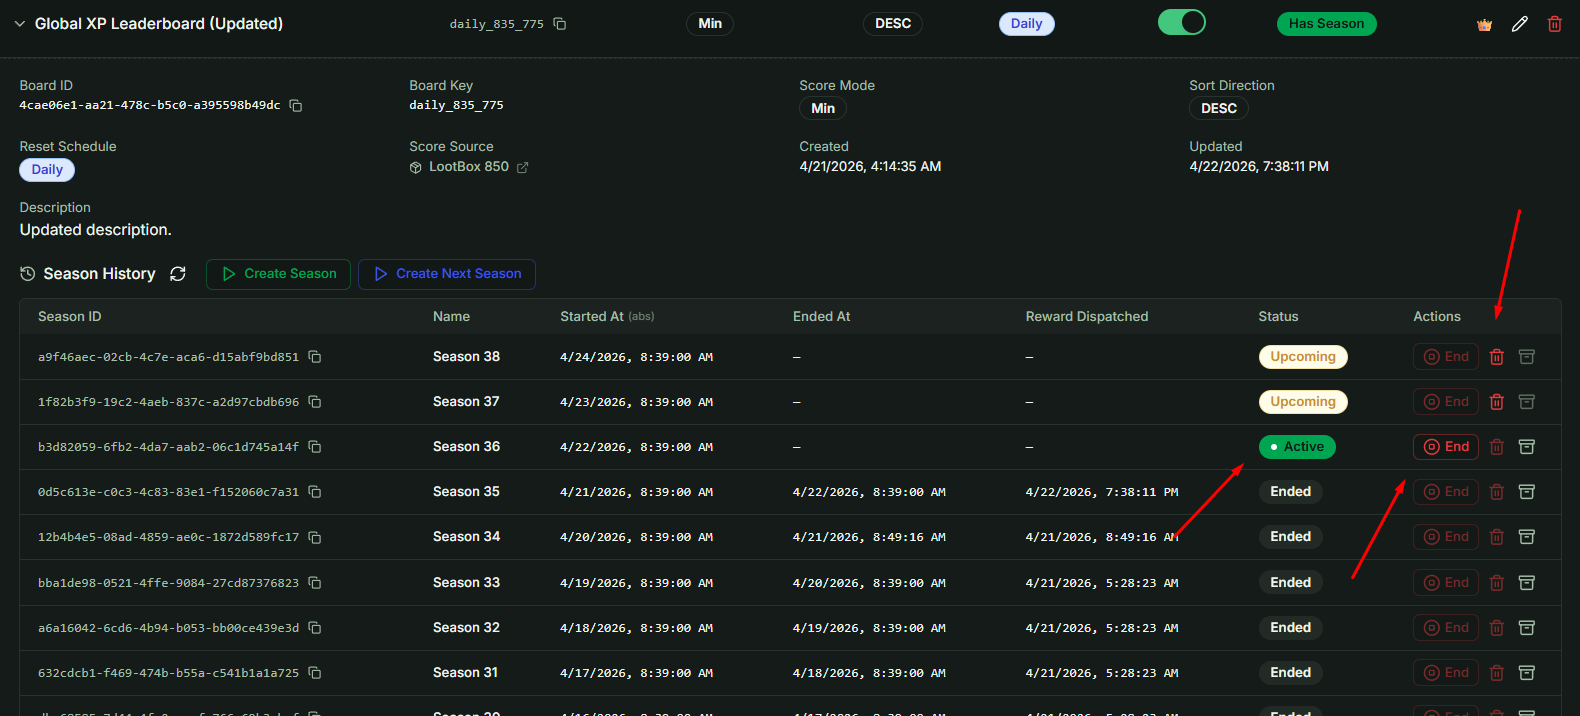 Global XP Leaderboard (Updated) daily_835_775 Min DESC Daily Has Season
Board ID Board Key Score Mode Sort Direction
4cae06e1-aa21-478c-b5c0-a395598b49dc daily_835_775 Min DESC
Reset Schedule Score Source Created Updated
Daily LootBox 850 4/21/2026, 4:14:35 AM 4/22/2026, 7:38:11 PM
Description
Updated description.
Season History Create Season Create Next Season
Season ID Name Started At (abs) Ended At Reward Dispatched Status Actions
a9f46aec-02cb-4c7e-aca6-d15abf9bd851 Season 38 4/24/2026, 8:39:00 AM — — Upcoming End
1f82b3f9-19c2-4aeb-837c-a2d97cbdb696 Season 37 4/23/2026, 8:39:00 AM — — Upcoming End
b3d82059-6fb2-4da7-aab2-06c1d745a14f Season 36 4/22/2026, 8:39:00 AM — — Active End
0d5c613e-c0c3-4c83-83e1-f152060c7a31 Season 35 4/21/2026, 8:39:00 AM 4/22/2026, 8:39:00 AM 4/22/2026, 7:38:11 PM Ended End
12b4b4e5-08ad-4859-ae0c-1872d589fc17 Season 34 4/20/2026, 8:39:00 AM 4/21/2026, 8:49:16 AM 4/21/2026, 8:49:16 AM Ended End
bba1de98-0521-4ffe-9084-27cd87376823 Season 33 4/19/2026, 8:39:00 AM 4/20/2026, 8:39:00 AM 4/21/2026, 5:28:23 AM Ended End
a6a16042-6cd6-4b94-b053-bb00ce439e3d Season 32 4/18/2026, 8:39:00 AM 4/19/2026, 8:39:00 AM 4/21/2026, 5:28:23 AM Ended End
632cdcb1-f469-474b-b55a-c541b1a1a725 Season 31 4/17/2026, 8:39:00 AM 4/18/2026, 8:39:00 AM 4/21/2026, 5:28:23 AM Ended End